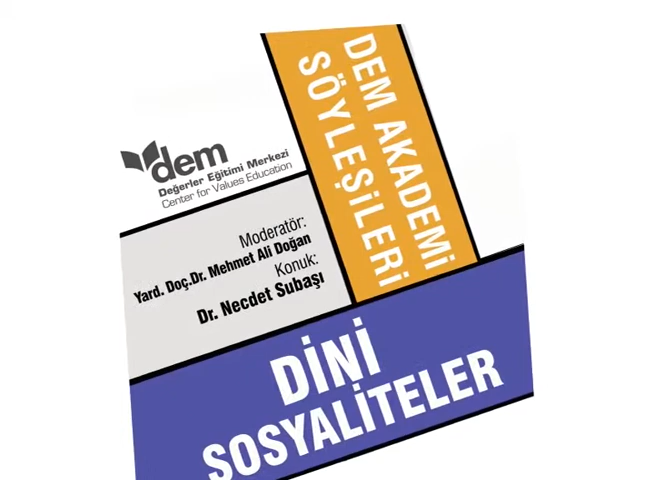 dem
Değerler Eğitimi Merkezi
Center for Values Education
DEM AKADEMİ
SÖYLEŞİLERİ
Moderatör:
Yard. Doç.Dr. Mehmet Ali Doğan
Konuk:
Dr. Necdet Subaşı
DİNİ
SOSYALİTELER